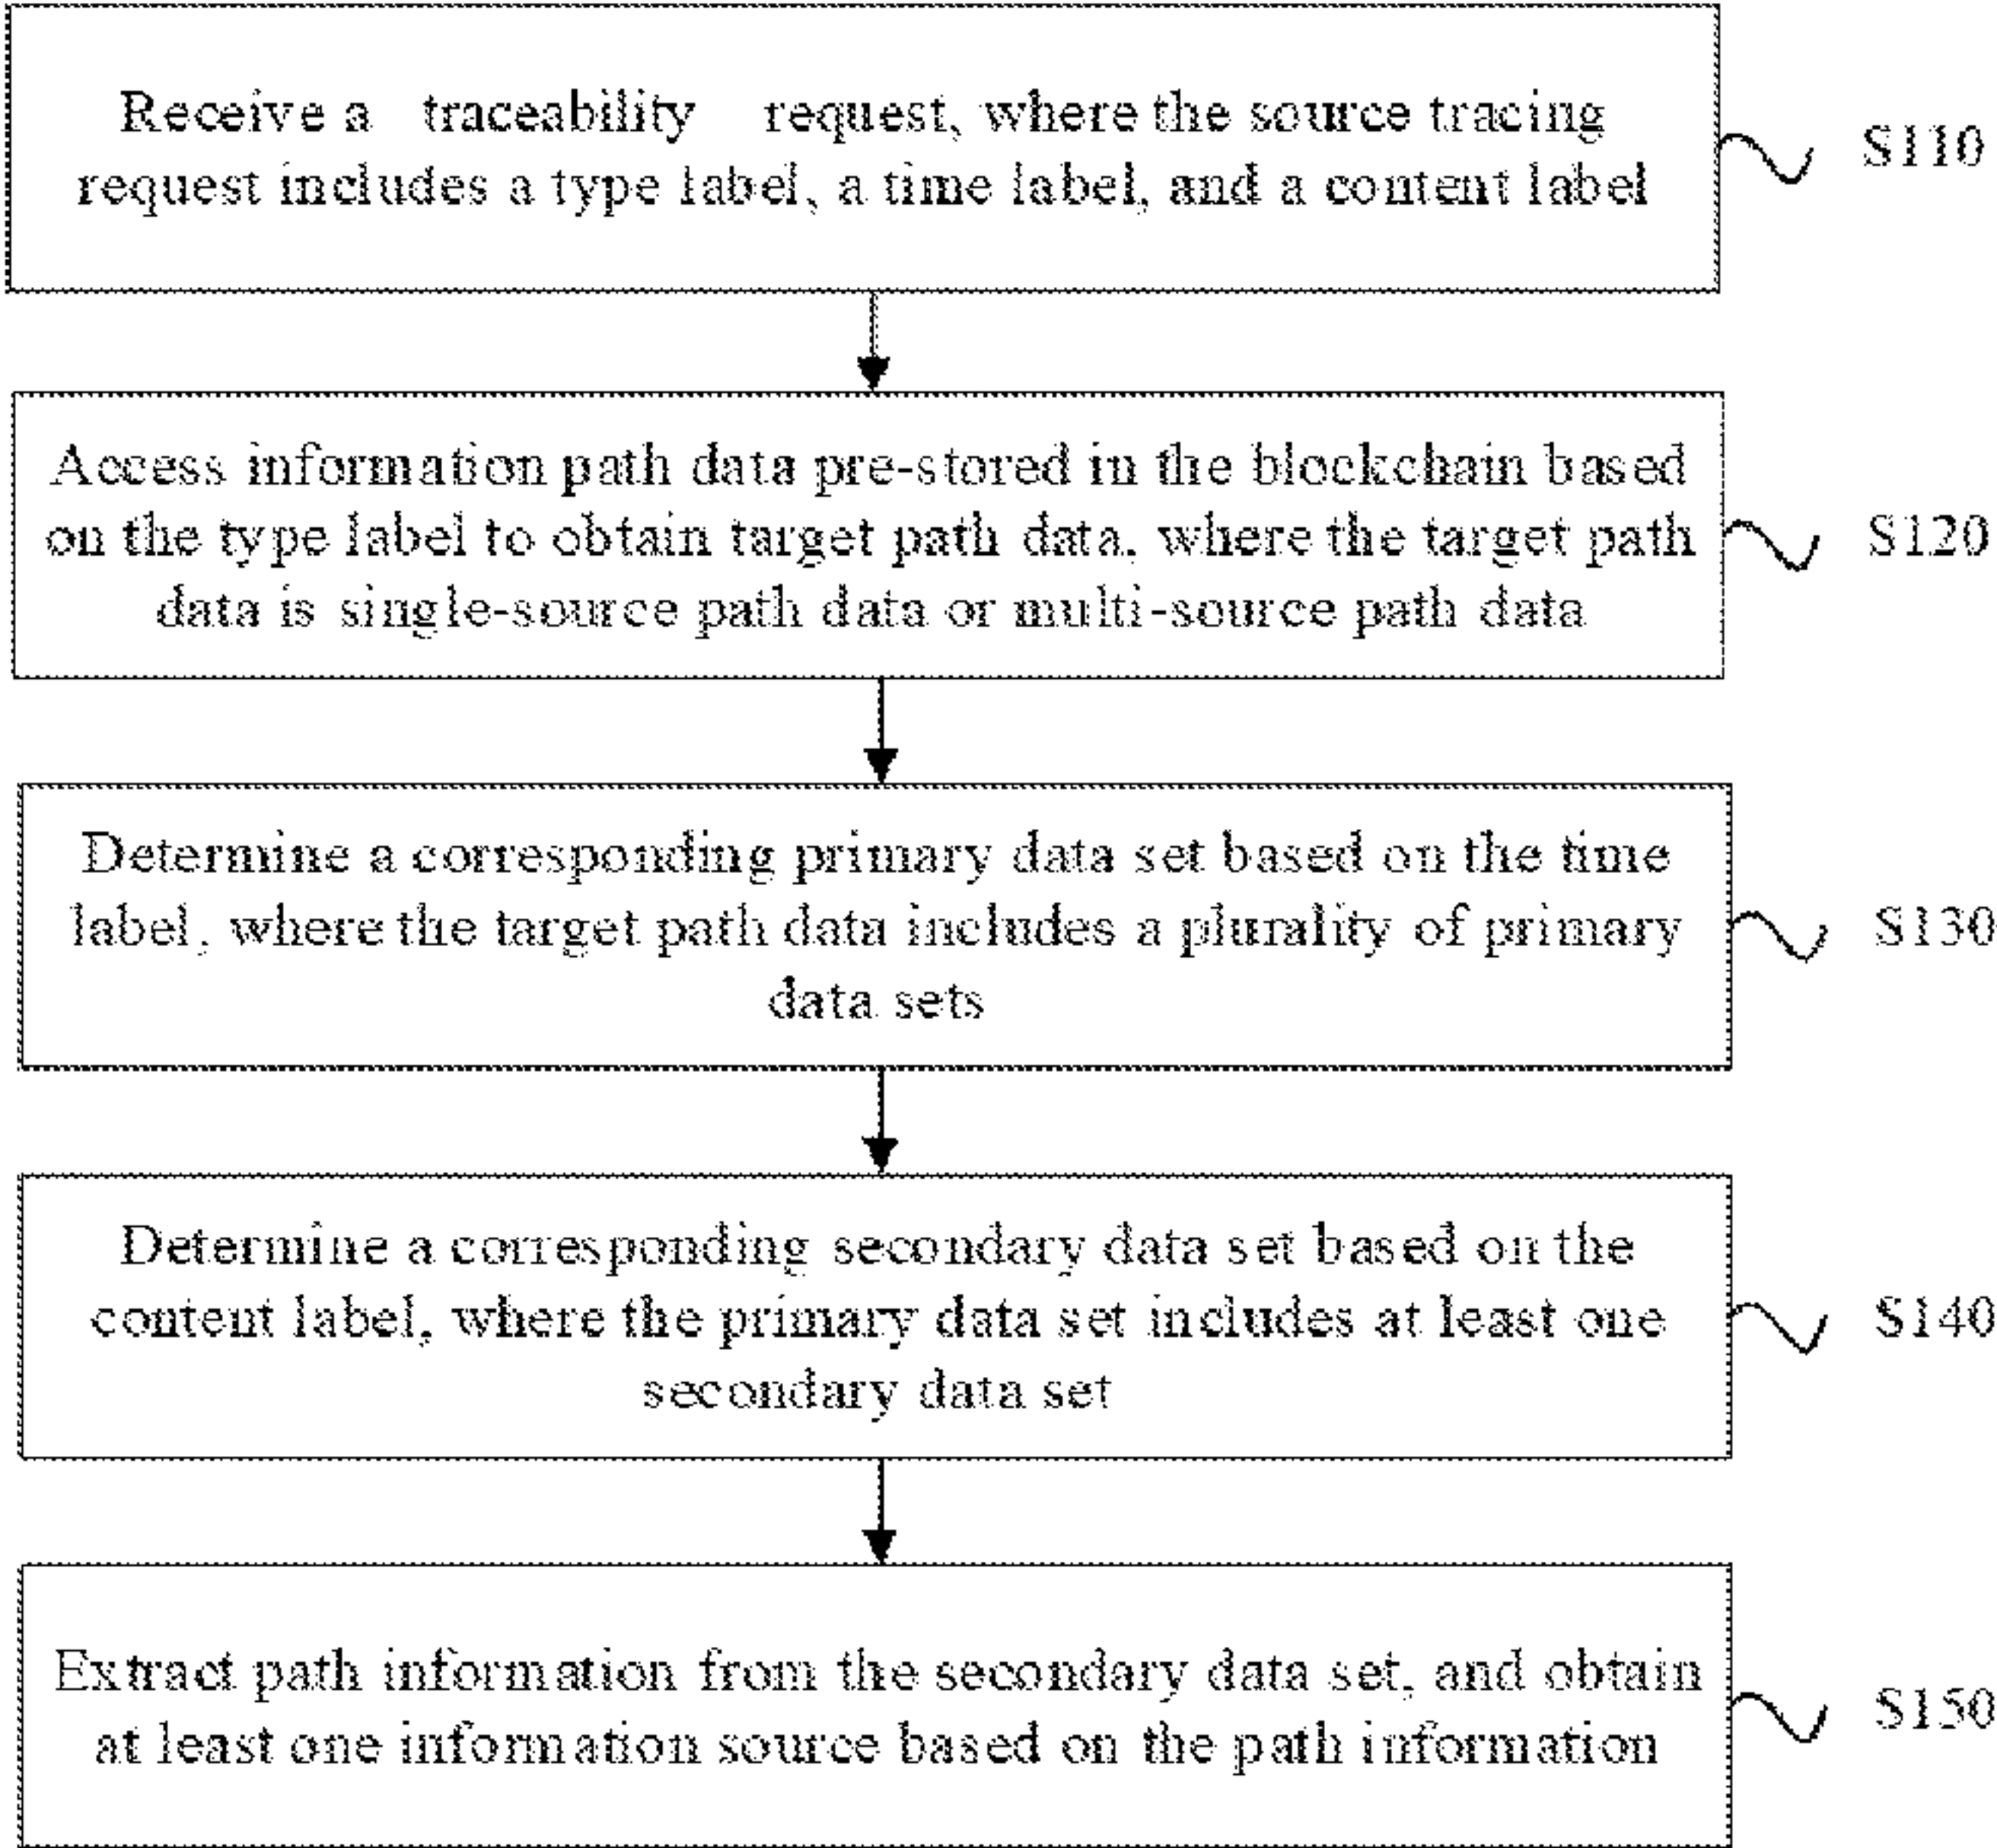 Receive a traceability request, where the source tracing
request includes a type label, a time label, and a content label
S110
Access information path data pre-stored in the blockchain based
on the type label to obtain target path data, where the target path
data is single-source path data or multi-source path data
S120
Determine a corresponding primary data set based on the time
label, where the target path data includes a plurality of primary
data sets
S130
Determine a corresponding secondary data set based on the
content label, where the primary data set includes at least one
secondary data set
S140
Extract path information from the secondary data set, and obtain
at least one information source based on the path information
S150